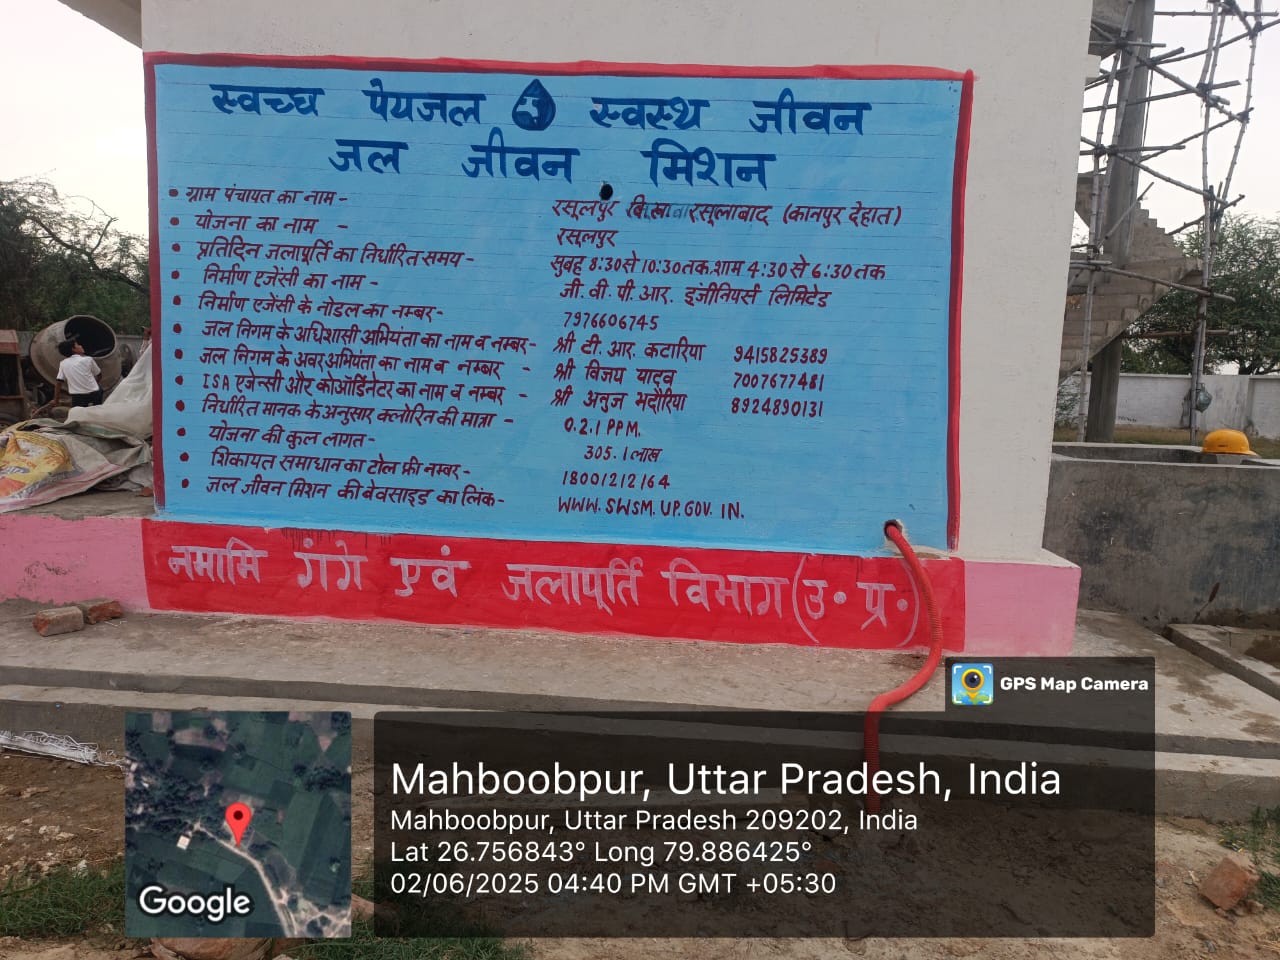 स्वच्छ पेयजल स्वस्थ जीवन
जल जीवन मिशन
• ग्राम पंचायत का नाम - रसूलपुर रसूलाबाद (कानपुर देहात)
• योजना का नाम - रसूलपुर
• प्रतिदिन जलापूर्ति का निर्धारित समय - सुबह 8:30 से 10:30 तक, शाम 4:30 से 6:30 तक
• निर्माण एजेंसी का नाम - जी. वी. पी. आर. इंजीनियर्स लिमिटेड
• निर्माण एजेंसी के नोडल का नम्बर - 7976606745
• जल निगम के अधिशासी अभियंता का नाम व नम्बर - श्री टी. आर. कटारिया 9415825389
• जल निगम के अवर अभियंता का नाम व नम्बर - श्री विजय यादव 7007677481
• ISA एजेन्सी और कोऑर्डिनेटर का नाम व नम्बर - श्री अनुज भदौरिया 8924890131
• निर्धारित मानक के अनुसार क्लोरिन की मात्रा - 0.2.1 PPM.
• योजना की कुल लागत - 305.1 लाख
• शिकायत समाधान का टोल फ्री नम्बर - 18001212164
• जल जीवन मिशन की बेवसाइड का लिंक - WWW.SWSM.UP.GOV.IN.
नमामि गंगे एवं जलापूर्ति विभाग (उ॰ प्र॰)
GPS Map Camera
Mahboobpur, Uttar Pradesh, India
Mahboobpur, Uttar Pradesh 209202, India
Lat 26.756843° Long 79.886425°
02/06/2025 04:40 PM GMT +05:30
Google